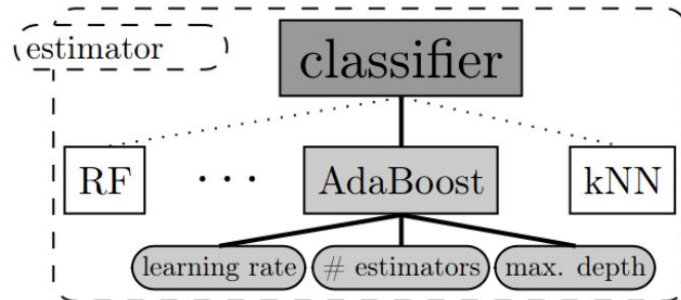 estimator
classifier
RF
· · ·
AdaBoost
kNN
learning rate
# estimators
max. depth